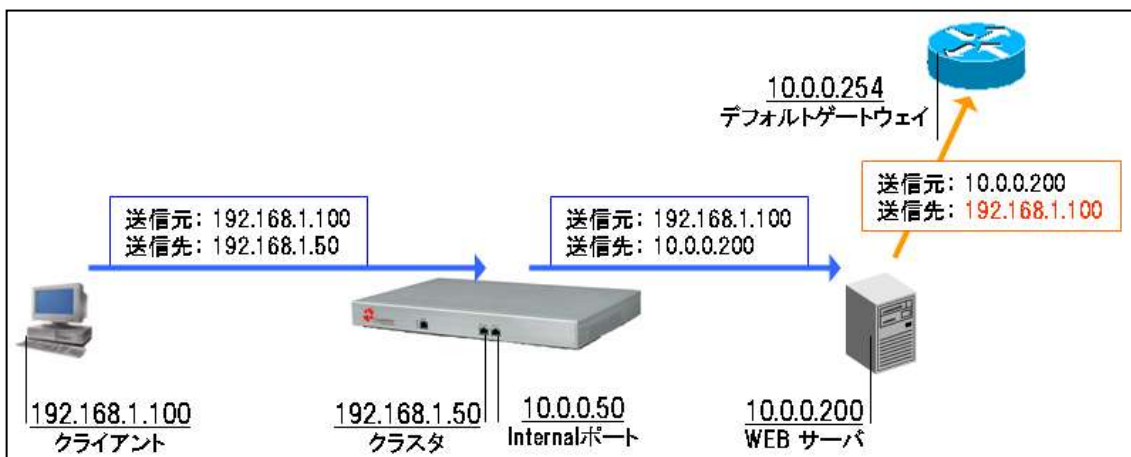 10.0.0.254
デフォルトゲートウェイ
送信元: 192.168.1.100
送信先: 192.168.1.50
送信元: 192.168.1.100
送信先: 10.0.0.200
送信元: 10.0.0.200
送信先: 192.168.1.100
192.168.1.100
クライアント
192.168.1.50
クラスタ
10.0.0.50
Internalポート
10.0.0.200
WEB サーバ